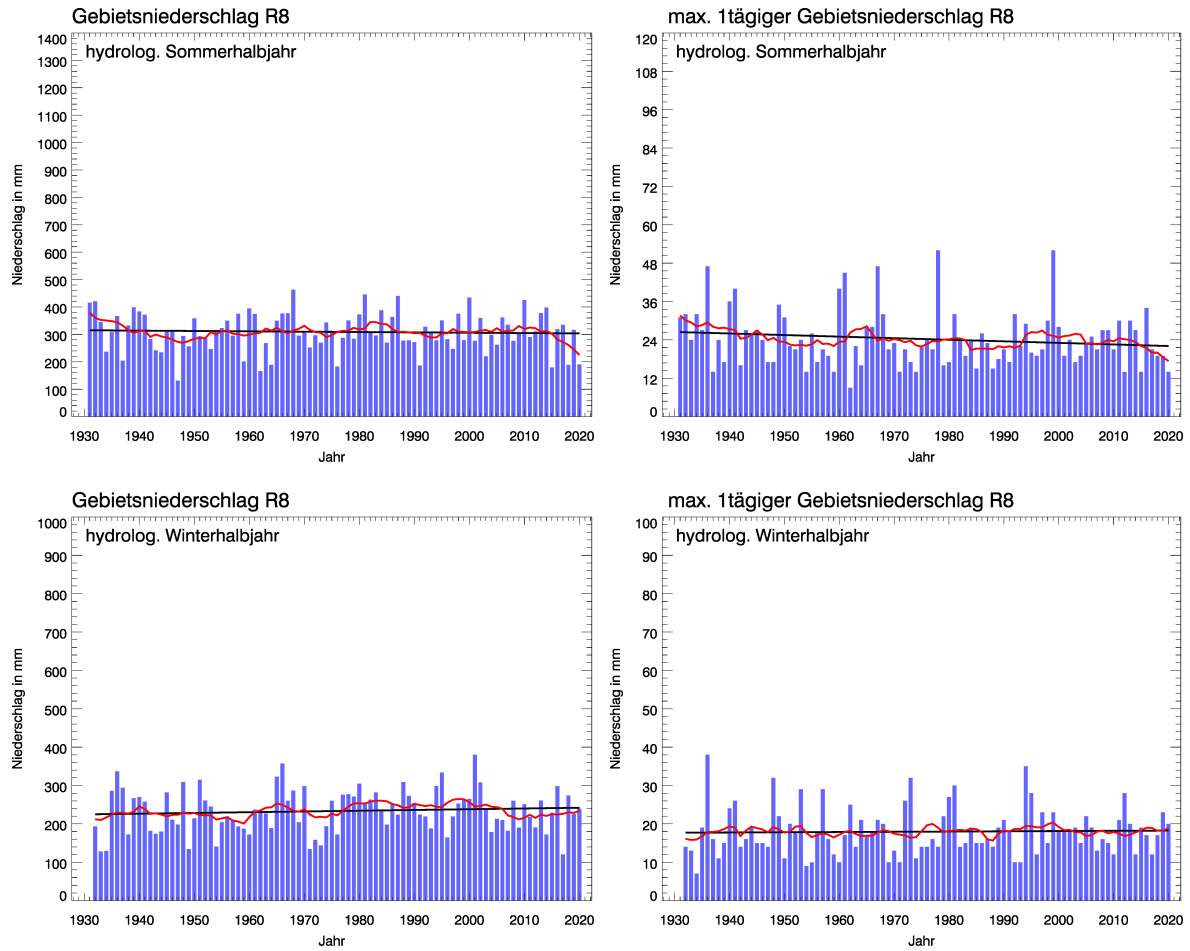 Gebietsniederschlag R8
hydrolog. Sommerhalbjahr
Niederschlag in mm
1400
1300
1200
1100
1000
900
800
700
600
500
400
300
200
100
0
1930 1940 1950 1960 1970 1980 1990 2000 2010 2020
Jahr
max. 1tägiger Gebietsniederschlag R8
hydrolog. Sommerhalbjahr
Niederschlag in mm
120
108
96
84
72
60
48
36
24
12
0
1930 1940 1950 1960 1970 1980 1990 2000 2010 2020
Jahr
Gebietsniederschlag R8
hydrolog. Winterhalbjahr
Niederschlag in mm
1000
900
800
700
600
500
400
300
200
100
0
1930 1940 1950 1960 1970 1980 1990 2000 2010 2020
Jahr
max. 1tägiger Gebietsniederschlag R8
hydrolog. Winterhalbjahr
Niederschlag in mm
100
90
80
70
60
50
40
30
20
10
0
1930 1940 1950 1960 1970 1980 1990 2000 2010 2020
Jahr